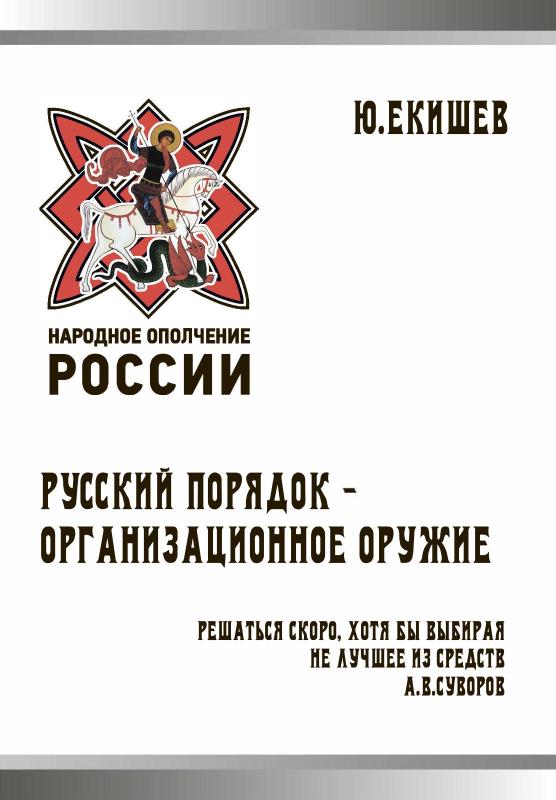 Ю.ЕКИШЕВ
НАРОДНОЕ ОПОЛЧЕНИЕ
РОССИИ
РУССКИЙ ПОРЯДОК -
ОРГАНИЗАЦИОННОЕ ОРУЖИЕ
РЕШАТЬСЯ СКОРО, ХОТЯ БЫ ВЫБИРАЯ
НЕ ЛУЧШЕЕ ИЗ СРЕДСТВ
А.В.СУВОРОВ